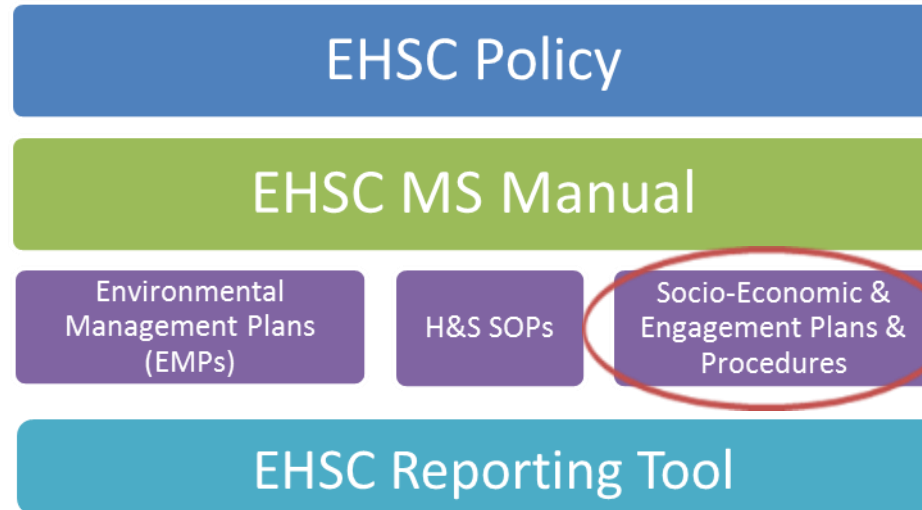 EHSC Policy
EHSC MS Manual
Environmental
Management Plans
(EMPs)
H&S SOPs
Socio-Economic &
Engagement Plans &
Procedures
EHSC Reporting Tool